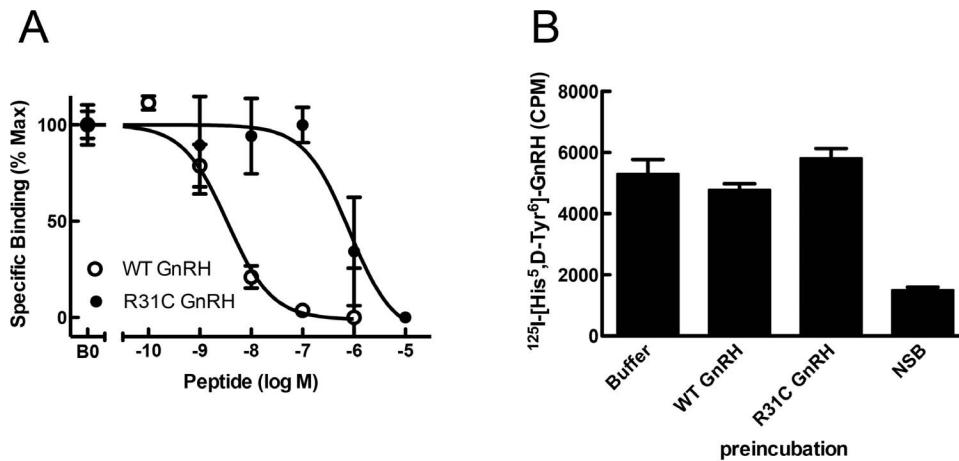 A
Specific Binding (% Max)
100
50
0
WT GnRH
R31C GnRH
B0 -10 -9 -8 -7 -6 -5
Peptide (log M)
B
¹²⁵I-[His⁵,D-Tyr⁶]-GnRH (CPM)
8000
6000
4000
2000
0
Buffer
WT GnRH
R31C GnRH
NSB
preincubation